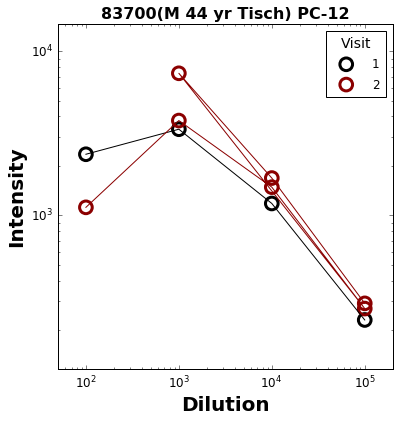 83700(M 44 yr Tisch) PC-12
Visit
1
2
10⁴
10³
Intensity
10² 10³ 10⁴ 10⁵
Dilution